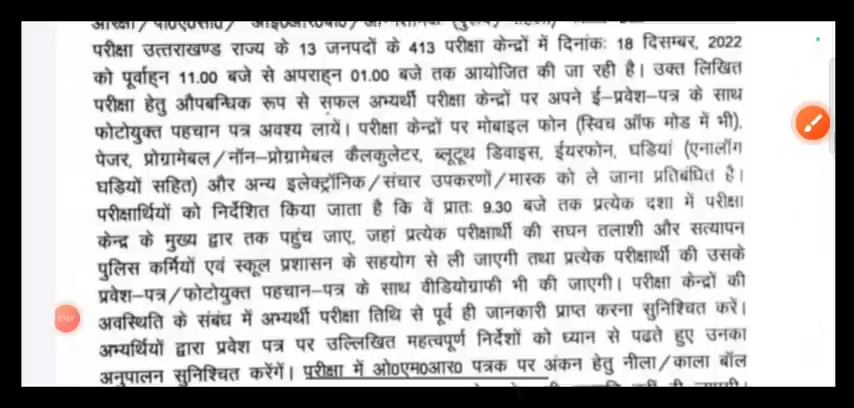 परीक्षा उत्तराखण्ड राज्य के 13 जनपदों के 413 परीक्षा केन्द्रों में दिनांकः 18 दिसम्बर, 2022
को पूर्वाहन 11.00 बजे से अपराहन 01.00 बजे तक आयोजित की जा रही है। उक्त लिखित
परीक्षा हेतु औपबन्धिक रूप से सफल अभ्यर्थी परीक्षा केन्द्रों पर अपने ई–प्रवेश–पत्र के साथ
फोटोयुक्त पहचान पत्र अवश्य लायें। परीक्षा केन्द्रों पर मोबाइल फोन (स्विच ऑफ मोड में भी),
पेजर, प्रोग्रामेबल/नॉन–प्रोग्रामेबल कैलकुलेटर, ब्लूटूथ डिवाइस, ईयरफोन, घडियां (एनालॉग
घड़ियों सहित) और अन्य इलेक्ट्रॉनिक/संचार उपकरणों/मास्क को ले जाना प्रतिबंधित है।
परीक्षार्थियों को निर्देशित किया जाता है कि वें प्रातः 9.30 बजे तक प्रत्येक दशा में परीक्षा
केन्द्र के मुख्य द्वार तक पहुंच जाए, जहां प्रत्येक परीक्षार्थी की सघन तलाशी और सत्यापन
पुलिस कर्मियों एवं स्कूल प्रशासन के सहयोग से ली जाएगी तथा प्रत्येक परीक्षार्थी की उसके
प्रवेश–पत्र/फोटोयुक्त पहचान–पत्र के साथ वीडियोग्राफी भी की जाएगी। परीक्षा केन्द्रों की
अवस्थिति के संबंध में अभ्यर्थी परीक्षा तिथि से पूर्व ही जानकारी प्राप्त करना सुनिश्चित करें।
अभ्यर्थियों द्वारा प्रवेश पत्र पर उल्लिखित महत्वपूर्ण निर्देशों को ध्यान से पढते हुए उनका
अनुपालन सुनिश्चित करेंगें। परीक्षा में ओ0एम0आर0 पत्रक पर अंकन हेतु नीला/काला बॉल